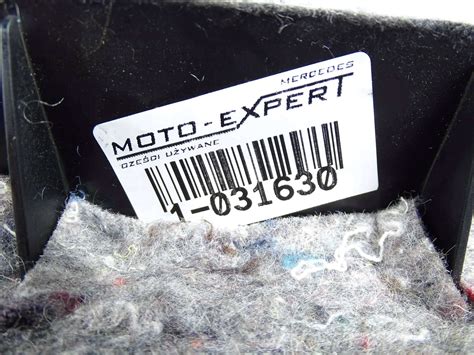 MERCEDES
MOTO-EXPERT
CZĘŚCI UŻYWANE
1-031630